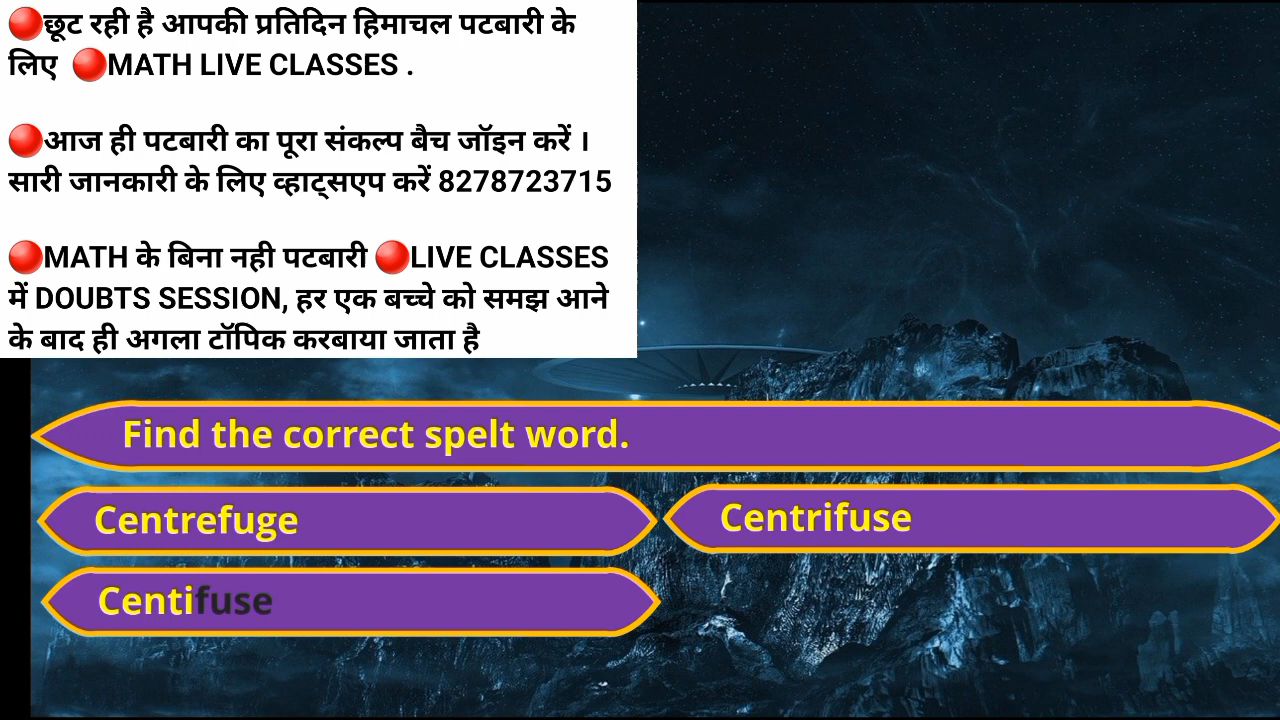 🔴छूट रही है आपकी प्रतिदिन हिमाचल पटबारी के
लिए 🔴MATH LIVE CLASSES .
🔴आज ही पटबारी का पूरा संकल्प बैच जॉइन करें ।
सारी जानकारी के लिए व्हाट्सएप करें 8278723715
🔴MATH के बिना नही पटबारी 🔴LIVE CLASSES
में DOUBTS SESSION, हर एक बच्चे को समझ आने
के बाद ही अगला टॉपिक करबाया जाता है
Find the correct spelt word.
Centrefuge
Centrifuse
Centifuse